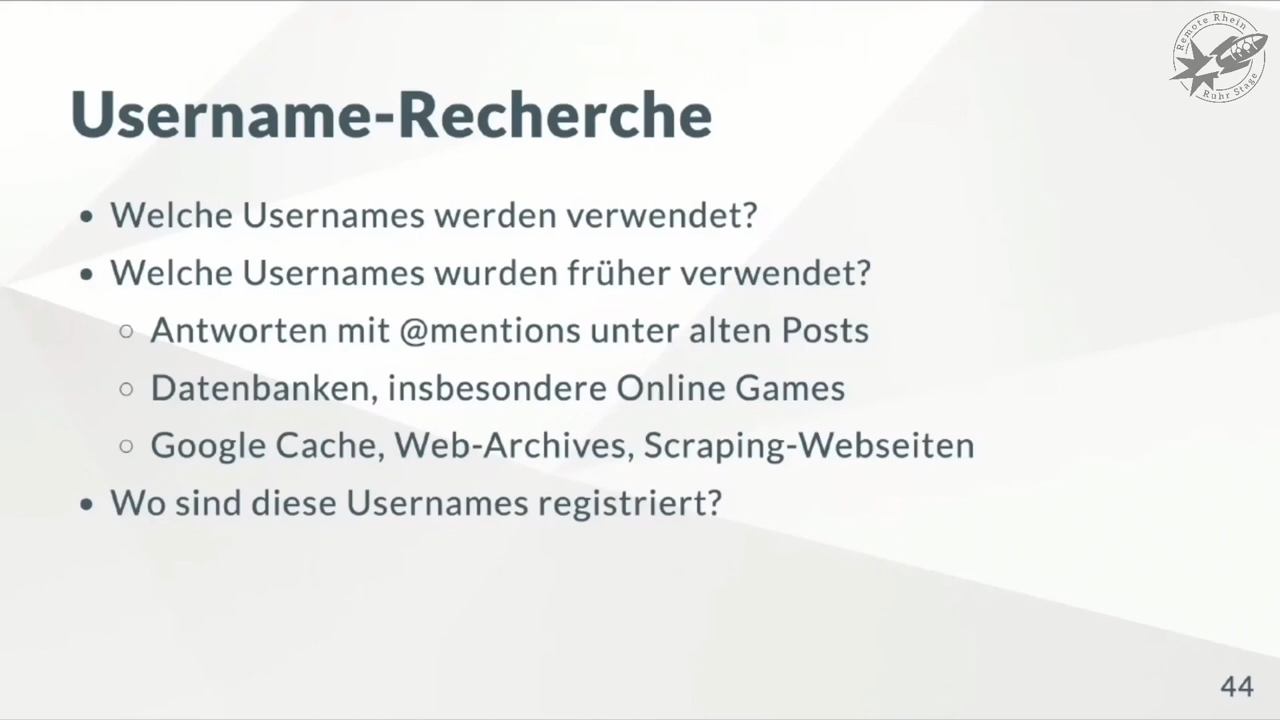 Remote Rhein
Ruhr Stage
Username-Recherche
• Welche Usernames werden verwendet?
• Welche Usernames wurden früher verwendet?
○ Antworten mit @mentions unter alten Posts
○ Datenbanken, insbesondere Online Games
○ Google Cache, Web-Archives, Scraping-Webseiten
• Wo sind diese Usernames registriert?
44